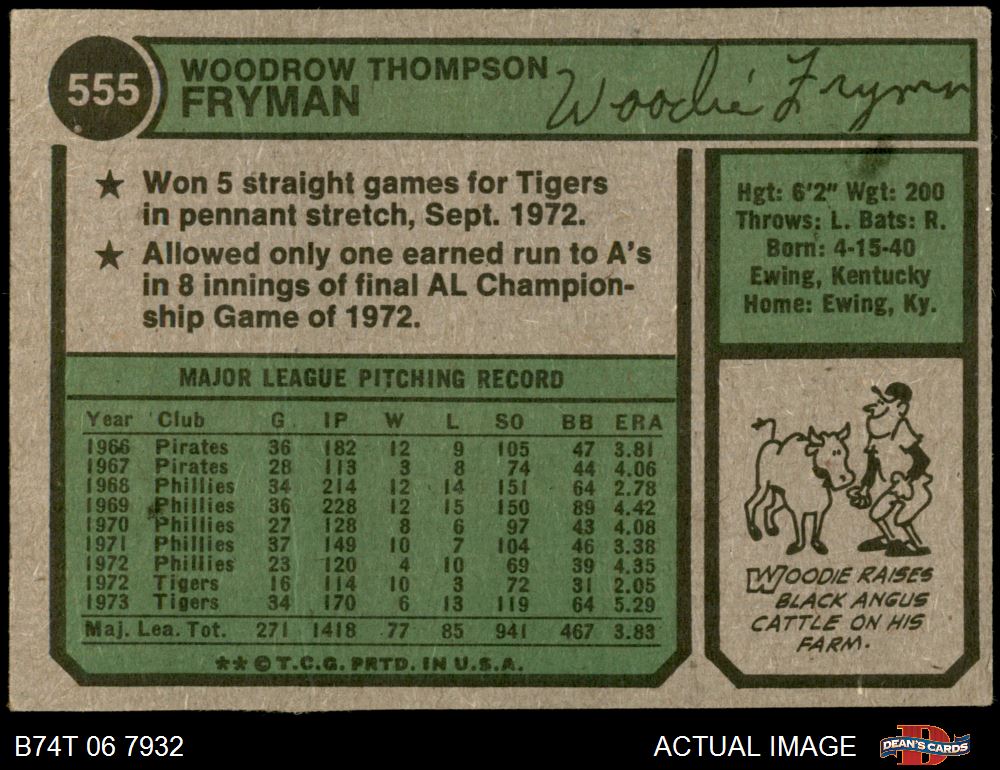 555
WOODROW THOMPSON
FRYMAN
Woodie Fryman
★ Won 5 straight games for Tigers
in pennant stretch, Sept. 1972.
★ Allowed only one earned run to A's
in 8 innings of final AL Champion-
ship Game of 1972.
Hgt: 6'2" Wgt: 200
Throws: L. Bats: R.
Born: 4-15-40
Ewing, Kentucky
Home: Ewing, Ky.
MAJOR LEAGUE PITCHING RECORD
Year Club G IP W L SO BB ERA
1966 Pirates 36 182 12 9 105 47 3.81
1967 Pirates 28 113 3 8 74 44 4.06
1968 Phillies 34 214 12 14 151 64 2.78
1969 Phillies 36 228 12 15 150 89 4.42
1970 Phillies 27 128 8 6 97 43 4.08
1971 Phillies 37 149 10 7 104 46 3.38
1972 Phillies 23 120 4 10 69 39 4.35
1972 Tigers 16 114 10 3 72 31 2.05
1973 Tigers 34 170 6 13 119 64 5.29
Maj. Lea. Tot. 271 1418 77 85 941 467 3.83
★★©T.C.G. PRTD. IN U.S.A.
WOODIE RAISES
BLACK ANGUS
CATTLE ON HIS
FARM.
B74T 06 7932
ACTUAL IMAGE
DEAN'S CARDS